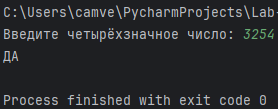 C:\Users\camve\PycharmProjects\Lab-
Введите четырёхзначное число: 3254
ДА
Process finished with exit code 0